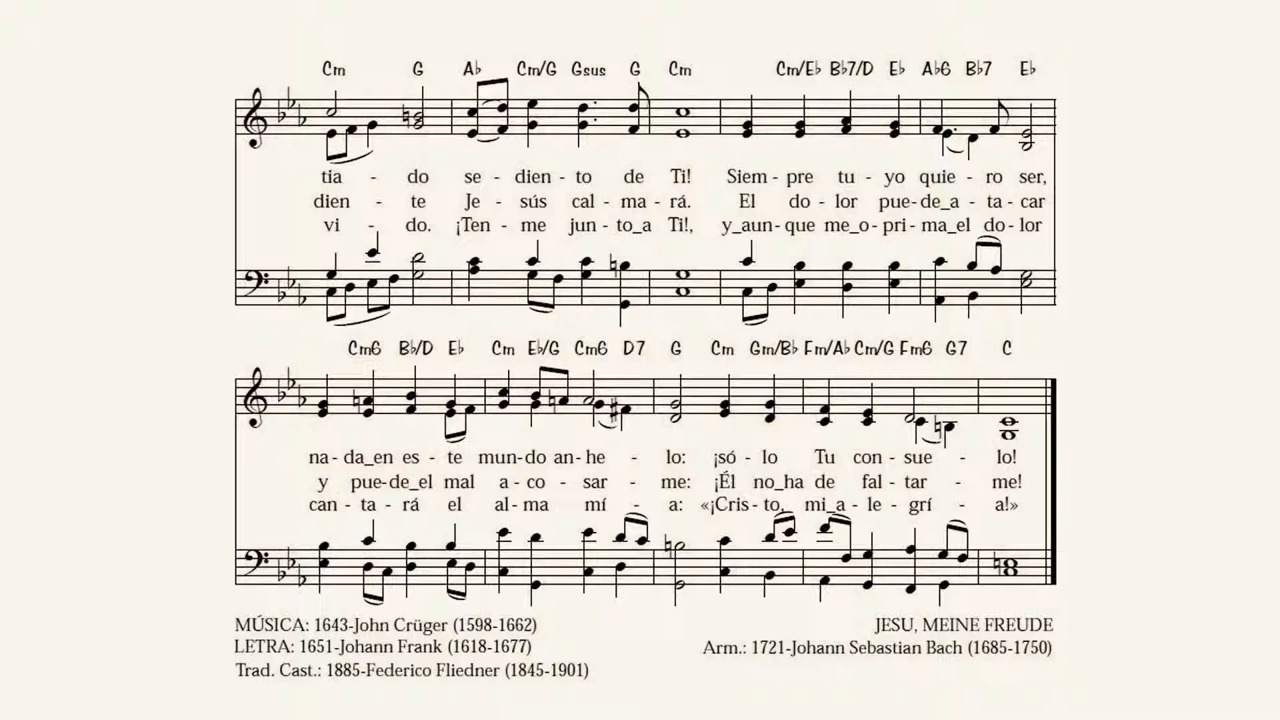 Cm G A♭ Cm/G Gsus G Cm Cm/E♭ B♭7/D E♭ A♭6 B♭7 E♭
tia - do se - dien - to de Ti! Siem - pre tu - yo quie - ro ser,
dien - te Je - sús cal - ma - rá. El do - lor pue - de_a - ta - car
vi - do. ¡Ten - me jun - to_a Ti!, y_aun - que me_o - pri - ma_el do - lor
Cm6 B♭/D E♭ Cm E♭/G Cm6 D7 G Cm Gm/B♭ Fm/A♭ Cm/G Fm6 G7 C
na - da_en es - te mun - do an - he - lo: ¡só - lo Tu con - sue - lo!
y pue - de_el mal a - co - sar - me: ¡Él no_ha de fal - tar - me!
can - ta - rá el al - ma mí - a: «¡Cris - to, mi_a - le - grí - a!»
MÚSICA: 1643-John Crüger (1598-1662) JESU, MEINE FREUDE
LETRA: 1651-Johann Frank (1618-1677) Arm.: 1721-Johann Sebastian Bach (1685-1750)
Trad. Cast.: 1885-Federico Fliedner (1845-1901)